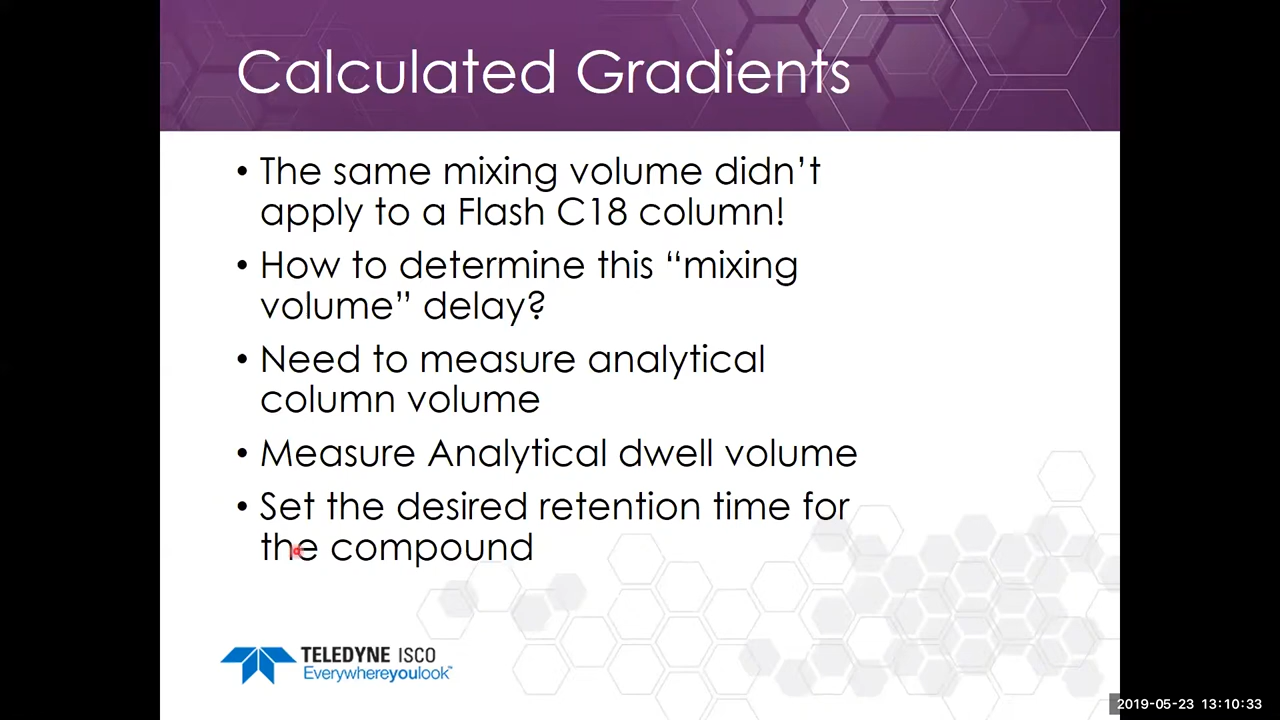 Calculated Gradients
• The same mixing volume didn’t
apply to a Flash C18 column!
• How to determine this “mixing
volume” delay?
• Need to measure analytical
column volume
• Measure Analytical dwell volume
• Set the desired retention time for
the compound
TELEDYNE ISCO
Everywhereyoulook™
2019-05-23 13:10:33